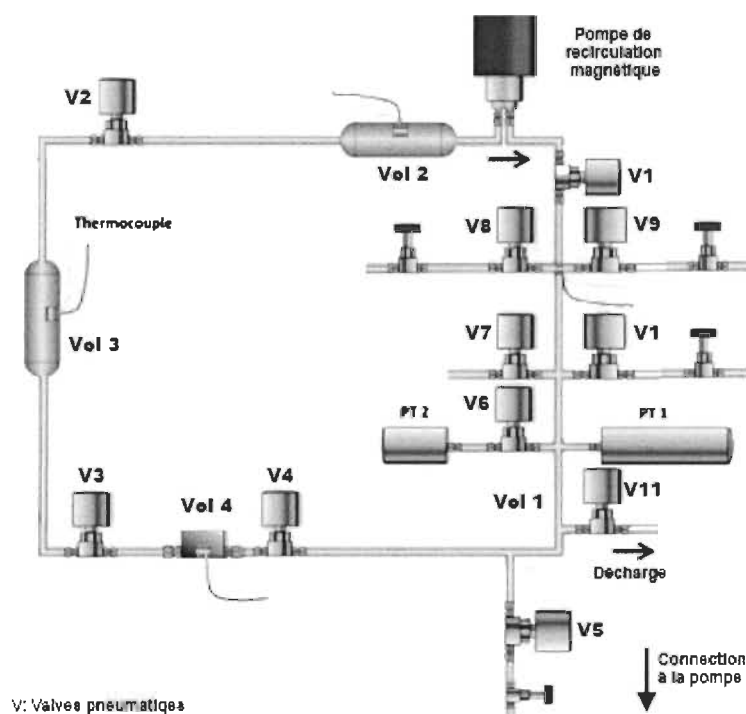 Pompe de
recirculation
magnétique
V2
Vol 2
V1
Thermocouple
V8
V9
Vol 3
V7
V1
V6
PT 2
PT 1
V3
Vol 4
V4
Vol 1
V11
Décharge
V5
Connection
à la pompe
V: Valves pneumatiqes